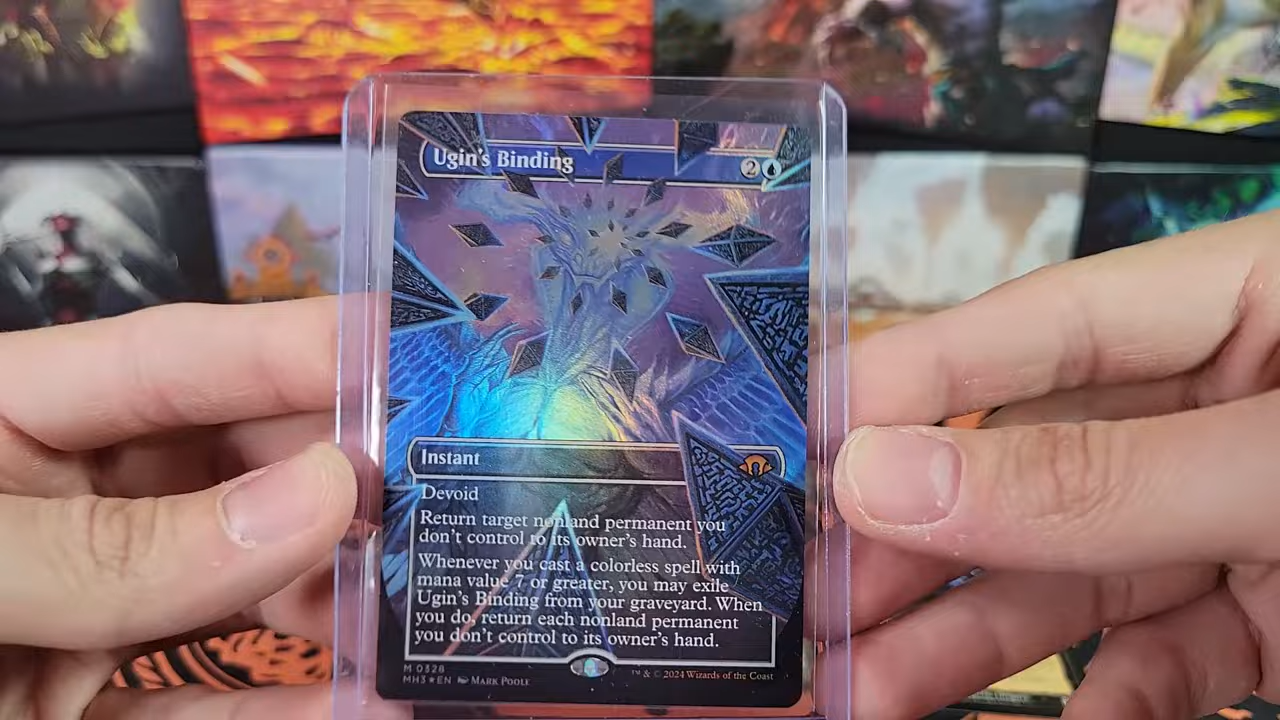 Ugin's Binding 2
Instant
Devoid
Return target nonland permanent you
don't control to its owner's hand.
Whenever you cast a colorless spell with
mana value 7 or greater, you may exile
Ugin's Binding from your graveyard. When
you do, return each nonland permanent
you don't control to its owner's hand.
M 0328
MH3 ★ EN MARK POOLE
™ & © 2024 Wizards of the Coast